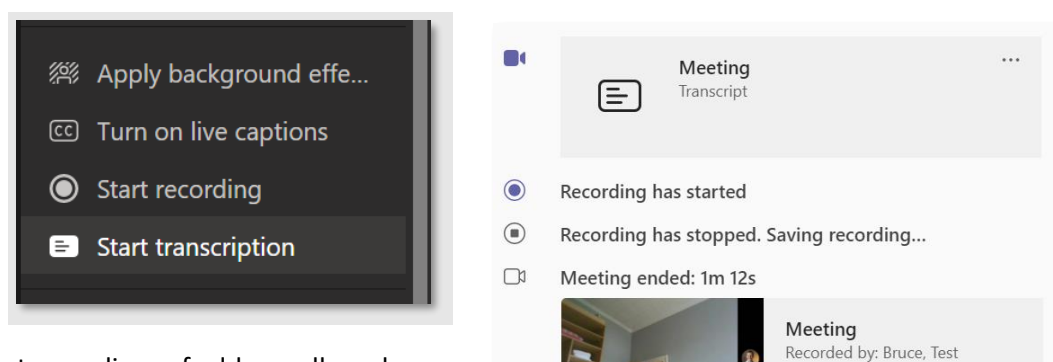 Apply background effe...
CC Turn on live captions
Start recording
Start transcription
Meeting
Transcript
...
Recording has started
Recording has stopped. Saving recording...
Meeting ended: 1m 12s
Meeting
Recorded by: Bruce, Test